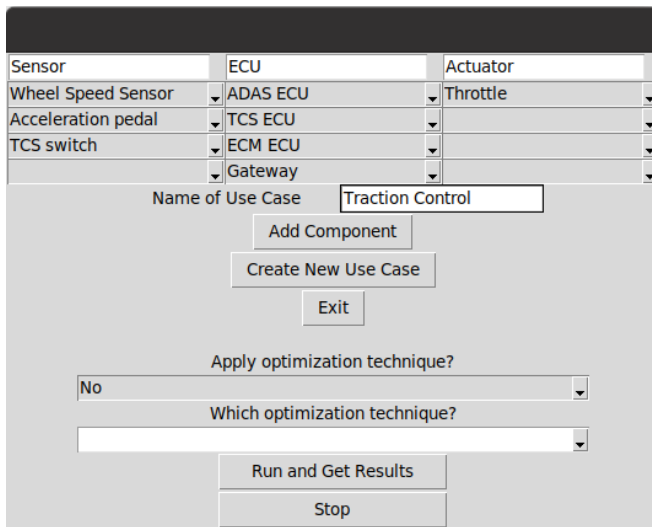 Sensor ECU Actuator
Wheel Speed Sensor ADAS ECU Throttle
Acceleration pedal TCS ECU
TCS switch ECM ECU
Gateway
Name of Use Case Traction Control
Add Component
Create New Use Case
Exit
Apply optimization technique?
No
Which optimization technique?
Run and Get Results
Stop